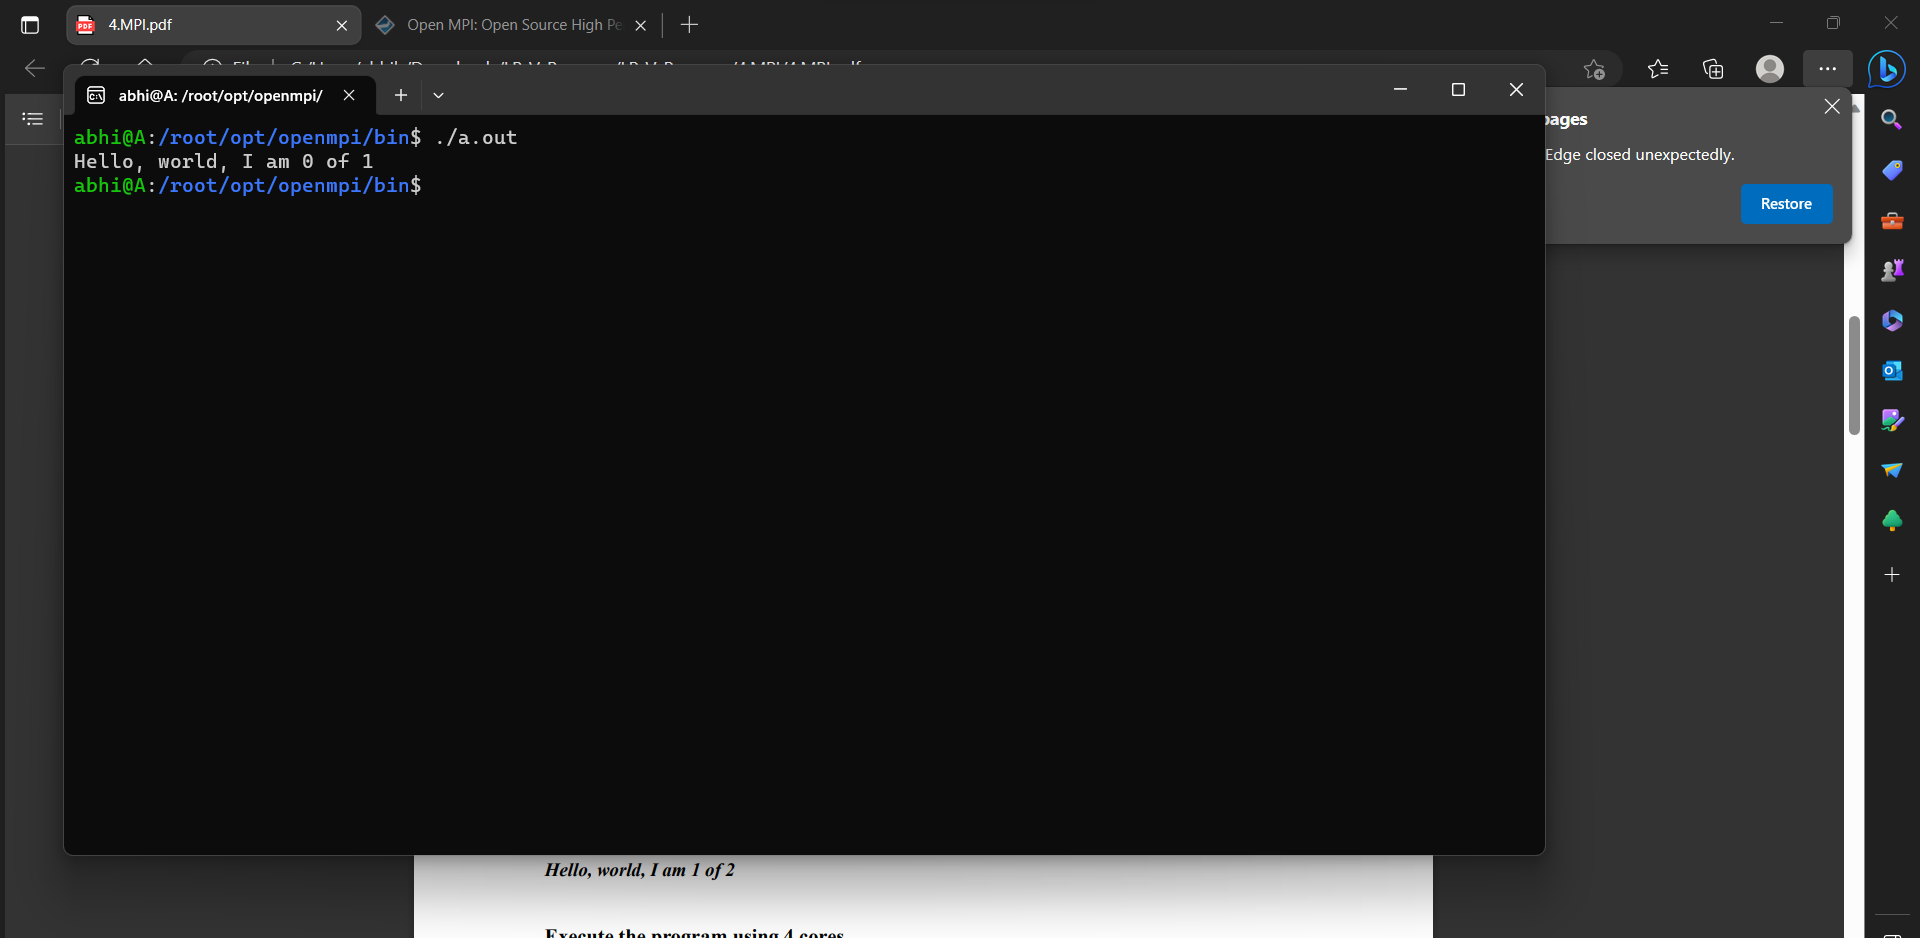 4.MPI.pdf
Open MPI: Open Source High Pe
abhi@A: /root/opt/openmpi/
abhi@A:/root/opt/openmpi/bin$ ./a.out
Hello, world, I am 0 of 1
abhi@A:/root/opt/openmpi/bin$
pages
Edge closed unexpectedly.
Restore
Hello, world, I am 1 of 2
Execute the program using 4 cores